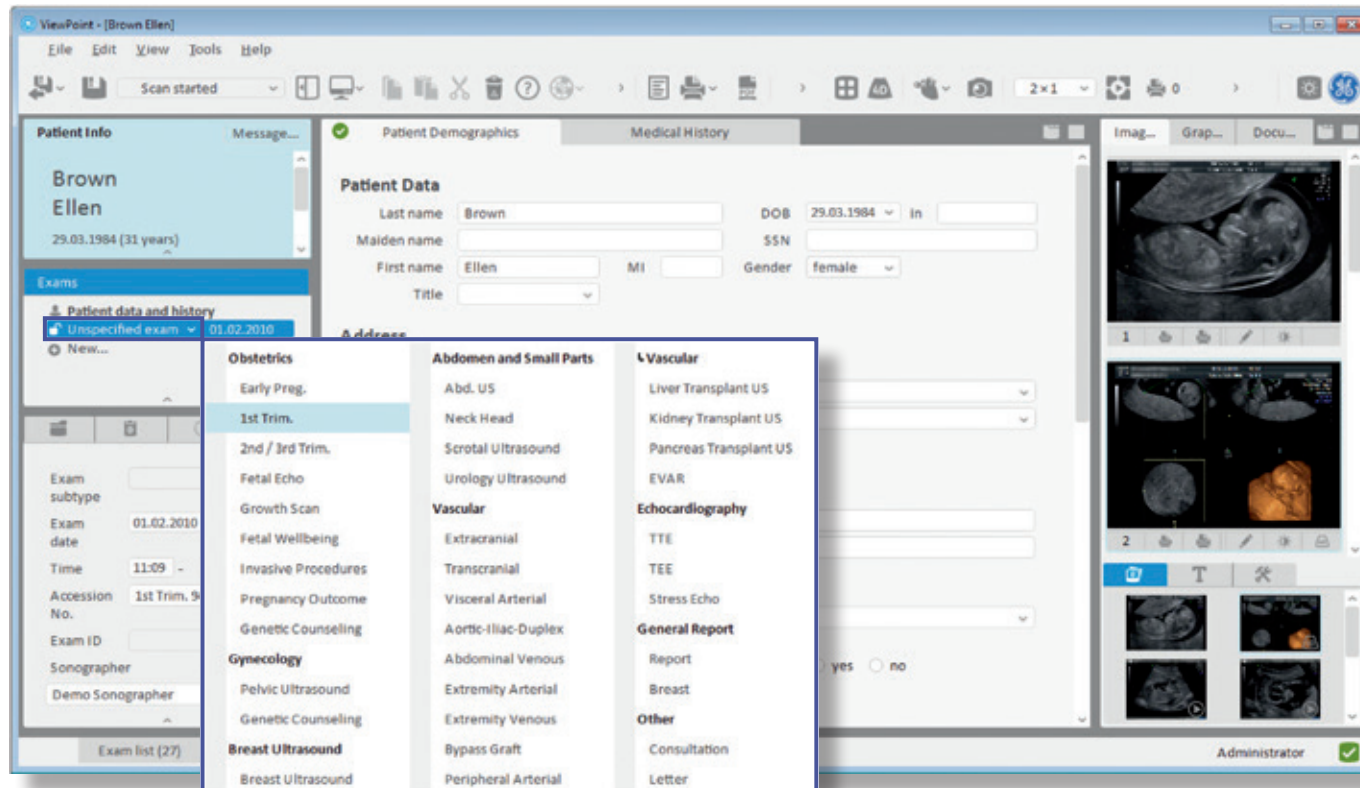 ViewPoint - [Brown Ellen]
File Edit View Tools Help
Scan started
4D
2×1
0
Patient Info Message...
Brown
Ellen
29.03.1984 (31 years)
Exams
Patient data and history
Unspecified exam 01.02.2010
New...
Exam subtype
Exam date 01.02.2010
Time 11:09 -
Accession No. 1st Trim.
Exam ID
Sonographer
Demo Sonographer
Exam list (27)
Patient Demographics Medical History
Patient Data
Last name Brown DOB 29.03.1984 in
Maiden name SSN
First name Ellen MI Gender female
Title
Address
yes no
Obstetrics
Early Preg.
1st Trim.
2nd / 3rd Trim.
Fetal Echo
Growth Scan
Fetal Wellbeing
Invasive Procedures
Pregnancy Outcome
Genetic Counseling
Gynecology
Pelvic Ultrasound
Genetic Counseling
Breast Ultrasound
Breast Ultrasound
Abdomen and Small Parts
Abd. US
Neck Head
Scrotal Ultrasound
Urology Ultrasound
Vascular
Extracranial
Transcranial
Visceral Arterial
Aortic-Iliac-Duplex
Abdominal Venous
Extremity Arterial
Extremity Venous
Bypass Graft
Peripheral Arterial
Vascular
Liver Transplant US
Kidney Transplant US
Pancreas Transplant US
EVAR
Echocardiography
TTE
TEE
Stress Echo
General Report
Report
Breast
Other
Consultation
Letter
Imag... Grap... Docu...
1
2
T
Administrator